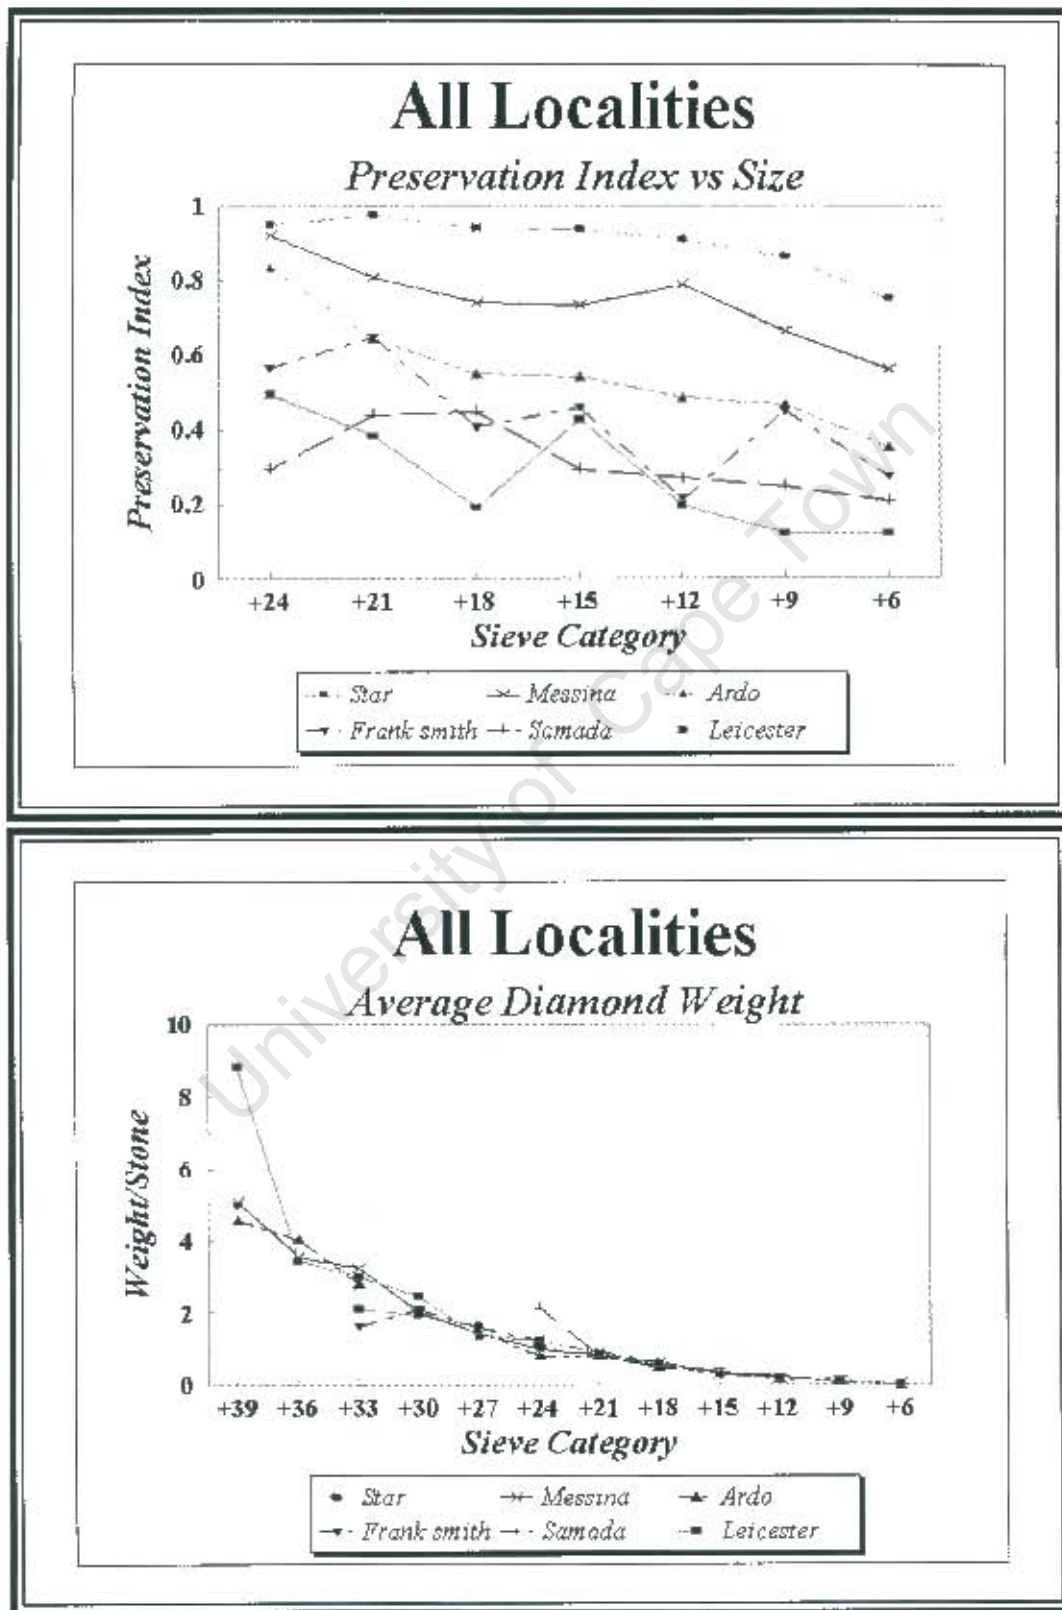 All Localities
Preservation Index vs Size
Preservation Index
1
0.8
0.6
0.4
0.2
0
+24 +21 +18 +15 +12 +9 +6
Sieve Category
Star Messina Ardo
Frank smith Samada Leicester
All Localities
Average Diamond Weight
Weight/Stone
10
8
6
4
2
0
+39 +36 +33 +30 +27 +24 +21 +18 +15 +12 +9 +6
Sieve Category
Star Messina Ardo
Frank smith Samada Leicester
University of Cape Town